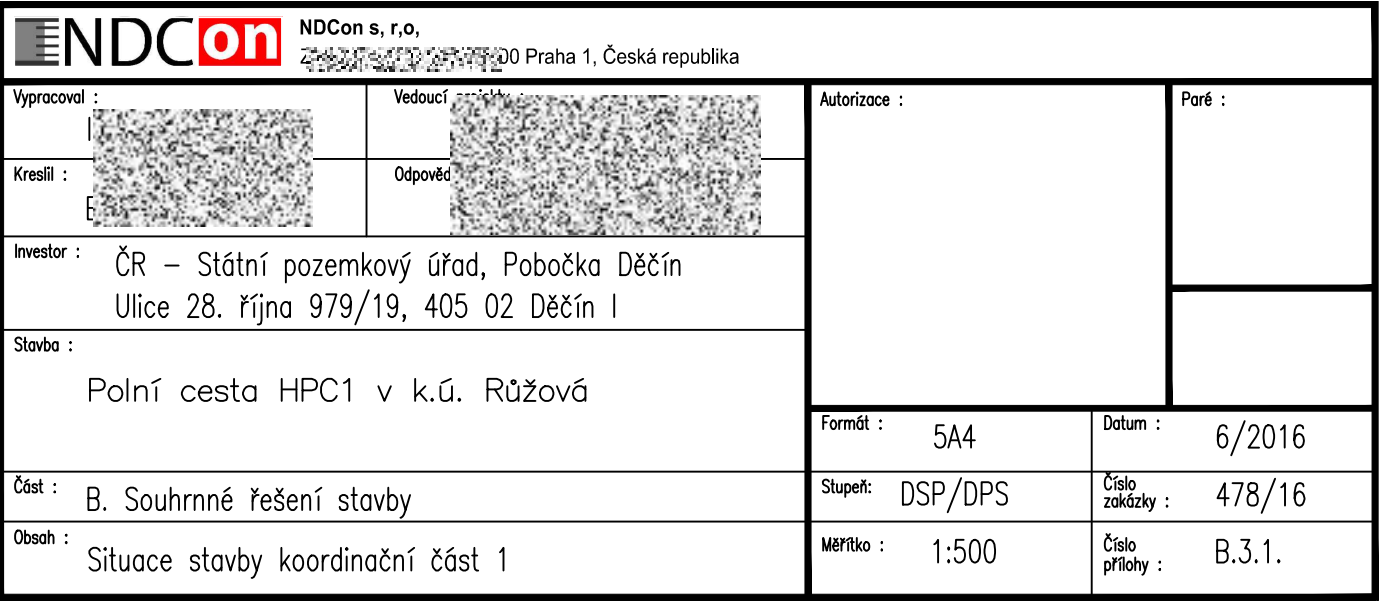 NDCon
NDCon s, r,o,
00 Praha 1, Česká republika
Vypracoval :
Vedoucí
Kreslil :
Investor :
ČR – Státní pozemkový úřad, Pobočka Děčín
Ulice 28. října 979/19, 405 02 Děčín I
Stavba :
Polní cesta HPC1 v k.ú. Růžová
Část :
B. Souhrnné řešení stavby
Obsah :
Situace stavby koordinační část 1
Autorizace :
Paré :
Formát :
5A4
Datum :
6/2016
Stupeň:
DSP/DPS
Číslo
zakázky :
478/16
Měřítko :
1:500
Číslo
přílohy :
B.3.1.